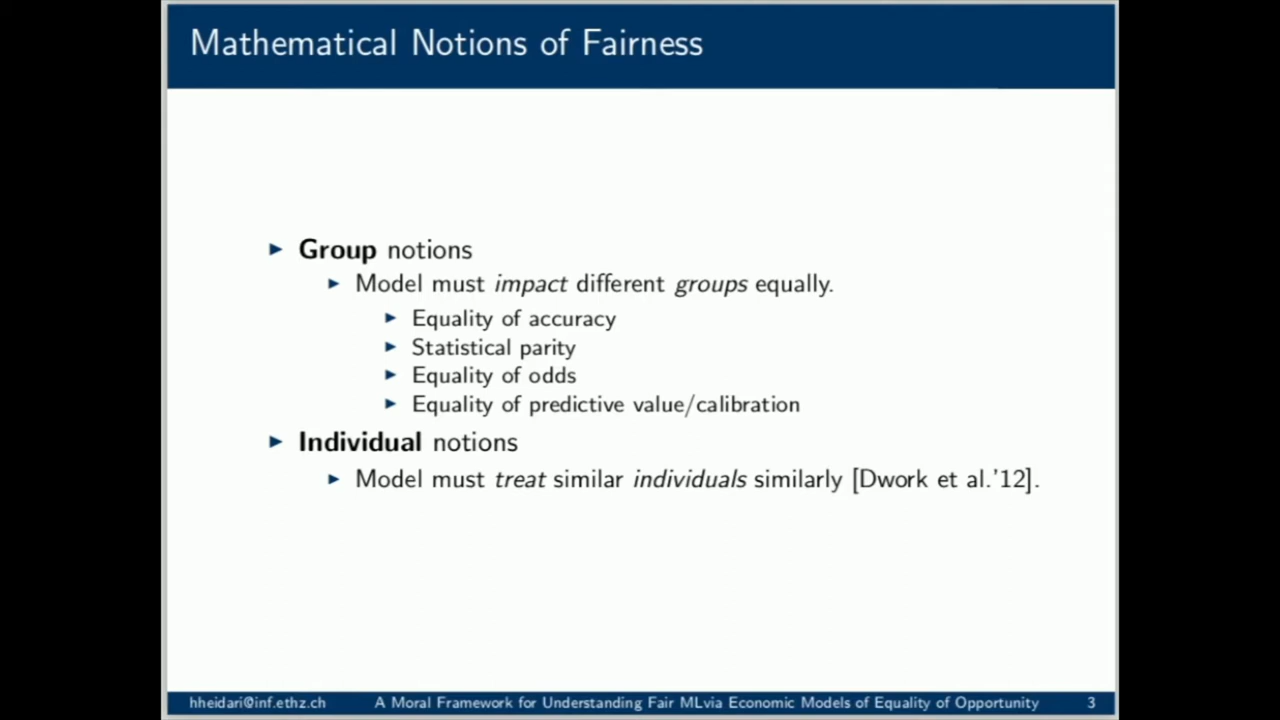 Mathematical Notions of Fairness
Group notions
Model must impact different groups equally.
Equality of accuracy
Statistical parity
Equality of odds
Equality of predictive value/calibration
Individual notions
Model must treat similar individuals similarly [Dwork et al.'12].
hheidari@inf.ethz.ch A Moral Framework for Understanding Fair MLvia Economic Models of Equality of Opportunity 3